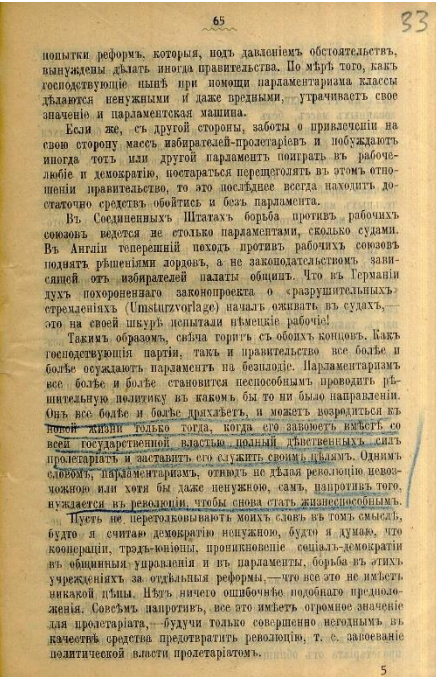 65
33
попытки реформъ, которыя, подъ давленіемъ обстоятельствъ,
вынуждены дѣлать иногда правительства. По мѣрѣ того, какъ
господствующіе нынѣ при помощи парламентаризма классы
дѣлаются ненужными и даже вредными, утрачиваетъ свое
значеніе и парламентская машина.
Если же, съ другой стороны, заботы о привлеченіи на
свою сторону массъ избирателей-пролетаріевъ и побуждаютъ
иногда тотъ или другой парламентъ поиграть въ рабоче-
любіе и демократію, постараться перещеголять въ этомъ отно-
шеніи правительство, то это послѣднее всегда находитъ до-
статочно средствъ обойтись и безъ парламента.
Въ Соединенныхъ Штатахъ борьба противъ рабочихъ
союзовъ ведется не столько парламентами, сколько судами.
Въ Англіи теперешній походъ противъ рабочихъ союзовъ
поднятъ рѣшеніями лордовъ, а не законодательствомъ зави-
сящей отъ избирателей палаты общинъ. Что въ Германіи
духъ похороненнаго законопроекта о «разрушительныхъ
стремленіяхъ» (Umsturzvorlage) началъ оживать въ судахъ,—
это на своей шкурѣ испытали нѣмецкіе рабочіе!
Такимъ образомъ, свѣча горитъ съ обоихъ концовъ. Какъ
господствующія партіи, такъ и правительство все болѣе и
болѣе осуждаютъ парламентъ на безплодіе. Парламентаризмъ
все болѣе и болѣе становится неспособнымъ проводить рѣ-
шительную политику въ какомъ бы то ни было направленіи.
Онъ все болѣе и болѣе дряхлѣетъ, и можетъ возродиться къ
новой жизни только тогда, когда его завоюетъ вмѣстѣ со
всей государственной властью полный дѣвственныхъ силъ
пролетаріатъ и заставитъ его служить своимъ цѣлямъ. Однимъ
словомъ, парламентаризмъ, отнюдь не дѣлая революцію невоз-
можною или хотя бы даже ненужною, самъ, напротивъ того,
нуждается въ революціи, чтобы снова стать жизнеспособнымъ.
Пусть не перетолковываютъ моихъ словъ въ томъ смыслѣ,
будто я считаю демократію ненужною, будто я думаю, что
коопераціи, трэдъ-юніоны, проникновеніе соціалъ-демократіи
въ общинныя управленія и въ парламенты, борьба въ этихъ
учрежденіяхъ за отдѣльныя реформы,—что все это не имѣетъ
никакой цѣны. Нѣтъ ничего ошибочнѣе подобнаго предполо-
женія. Совсѣмъ напротивъ, все это имѣетъ огромное значеніе
для пролетаріата,—будучи только совершенно негоднымъ въ
качествѣ средства предотвратить революцію, т. е. завоеваніе
политической власти пролетаріатомъ.
5